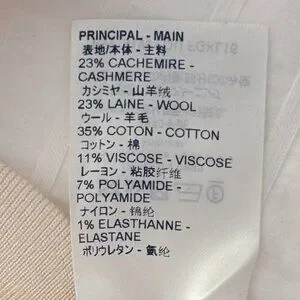 PRINCIPAL - MAIN
表地/本体 - 主料
23% CACHEMIRE -
CASHMERE
カシミヤ - 山羊绒
23% LAINE - WOOL
ウール - 羊毛
35% COTON - COTTON
コットン - 棉
11% VISCOSE - VISCOSE
レーヨン - 粘胶纤维
7% POLYAMIDE -
POLYAMIDE
ナイロン - 锦纶
1% ELASTHANNE -
ELASTANE
ポリウレタン - 氨纶